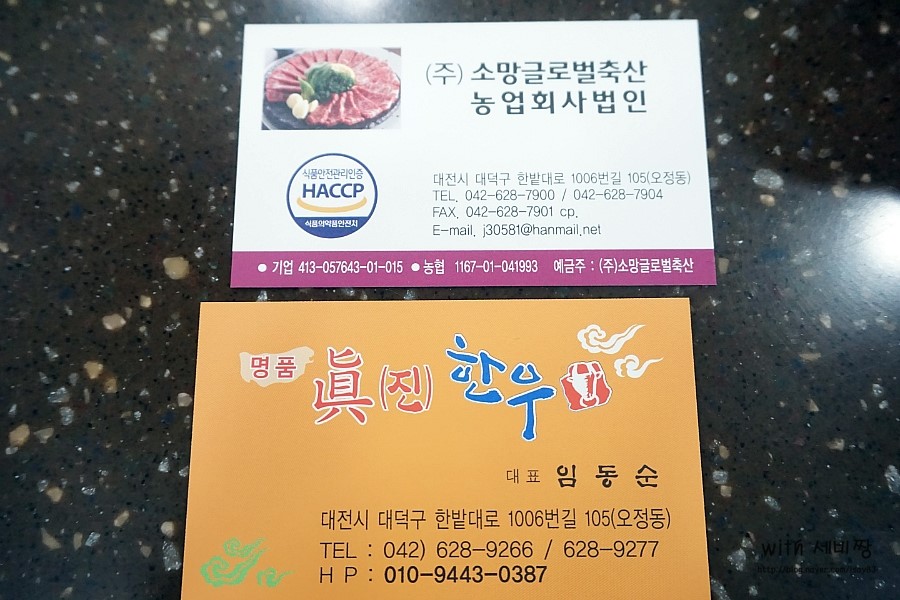 (주) 소망글로벌축산
농업회사법인
식품안전관리인증
HACCP
식품의약품안전처
대전시 대덕구 한밭대로 1006번길 105(오정동)
TEL. 042-628-7900 / 042-628-7904
FAX. 042-628-7901 cp.
E-mail. j30581@hanmail.net
● 기업 413-057643-01-015 ● 농협 1167-01-041993 예금주 : (주)소망글로벌축산
명품 眞(진)한우
대표 임동순
대전시 대덕구 한밭대로 1006번길 105(오정동)
TEL : 042) 628-9266 / 628-9277
H P : 010-9443-0387
with 세비짱